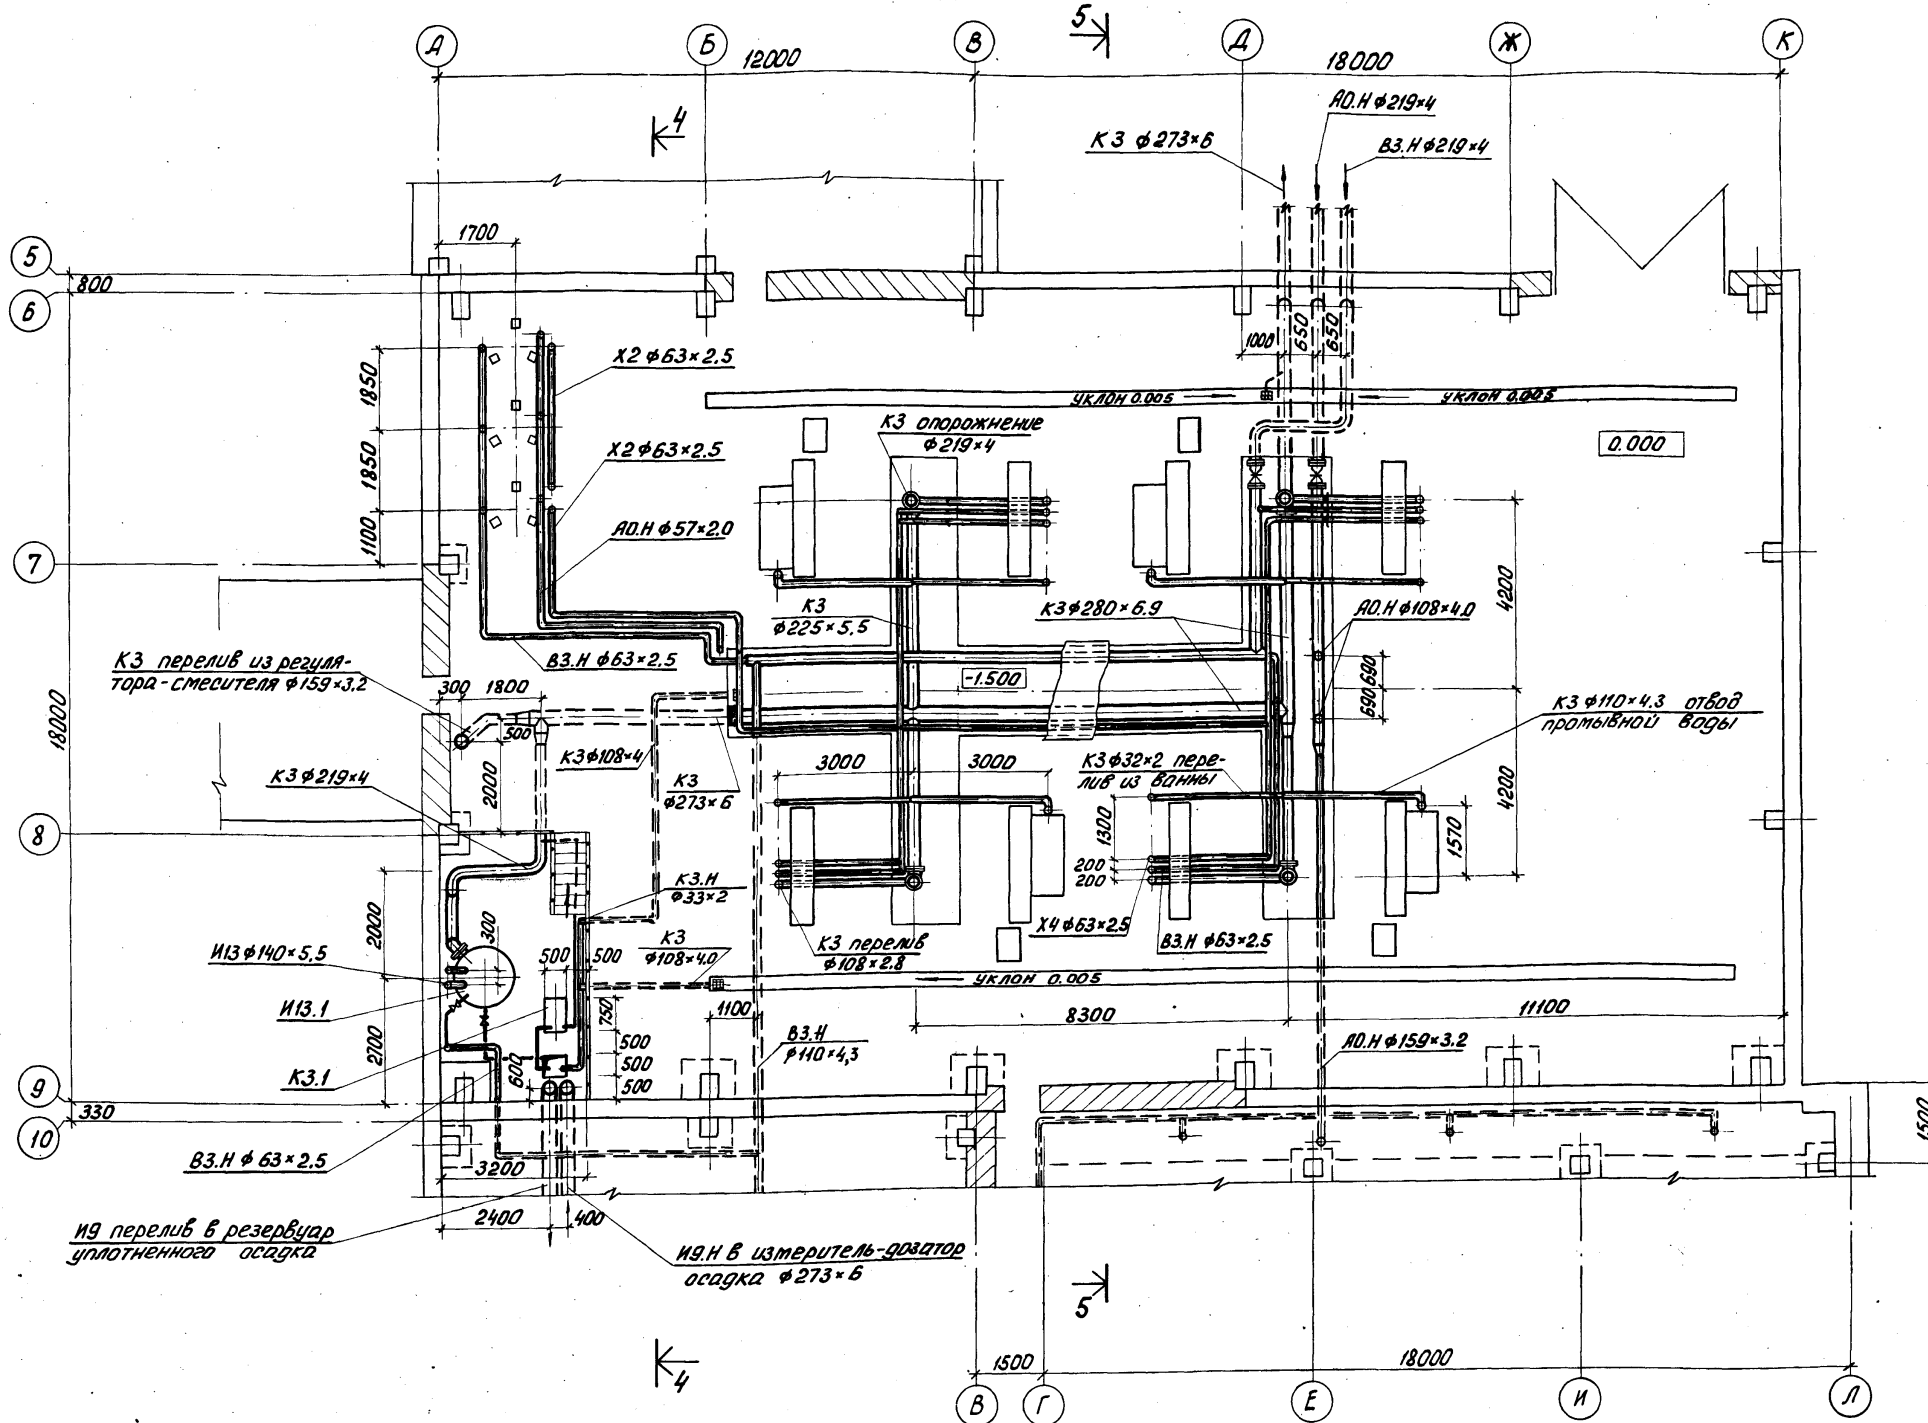 А
Б
В
5
Д
Ж
К
12000
18000
4
АО.Н ф219×4
К3 ф273×6
В3.Н ф219×4
1700
5
800
6
1000
650
650
Х2 ф63×2.5
1850
уклон 0.005
уклон 0.005
К3 опорожнение
ф219×4
0.000
Х2 ф63×2.5
1850
АО.Н ф57×2.0
1100
7
4200
К3
ф225×5,5
К3ф280×6.9
АО.Н ф108×4.0
В3.Н ф63×2.5
К3 перелив из регуля-
тора-смесителя ф159×3.2
300
1800
-1.500
690
690
18000
500
К3 ф110×4.3 отвод
промывной воды
К3ф108×4
К3 ф219×4
2000
К3
ф273×6
3000
3000
К3ф32×2 пере-
лив из ванны
4200
8
1300
1570
200
200
К3.Н
ф33×2
2000
300
И13 ф140×5,5
500
500
К3
ф108×4.0
К3 перелив
ф108×2.8
Х4 ф63×2.5
В3.Н ф63×2.5
уклон 0.005
И13.1
750
1100
8300
11100
2700
500
В3.Н
ф110×4,3
АО.Н ф159×3.2
К3.1
600
500
500
9
330
10
1500
В3.Н ф 63×2,5
3200
2400
400
И9 перелив в резервуар
уплотненного осадка
И9.Н в измеритель-дозатор
осадка ф273×6
5
4
1500
18000
В
Г
Е
И
Л